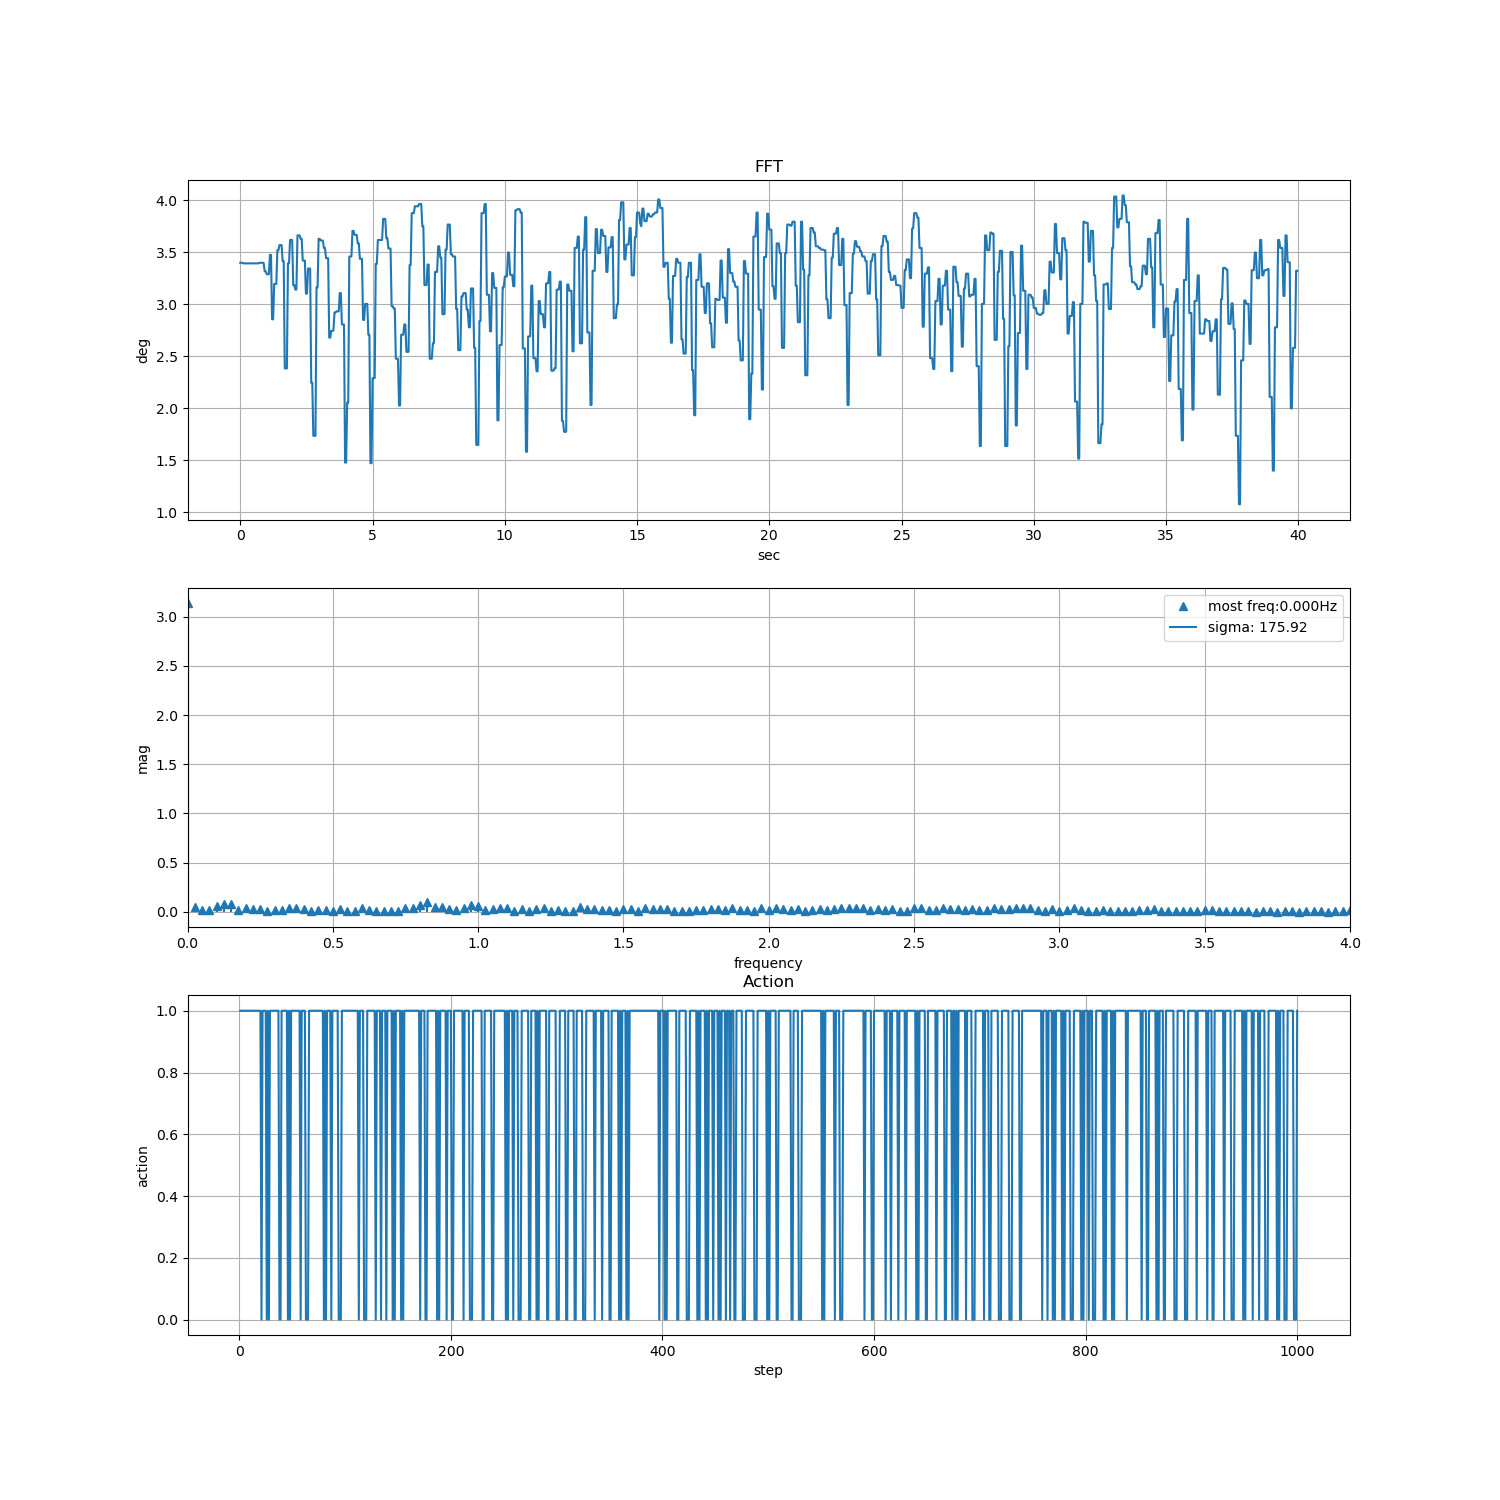 FFT
4.0
3.5
3.0
2.5
2.0
1.5
1.0
deg
0 5 10 15 20 25 30 35 40
sec
most freq:0.000Hz
sigma: 175.92
3.0
2.5
2.0
1.5
1.0
0.5
0.0
mag
0.0 0.5 1.0 1.5 2.0 2.5 3.0 3.5 4.0
frequency
Action
1.0
0.8
0.6
0.4
0.2
0.0
action
0 200 400 600 800 1000
step